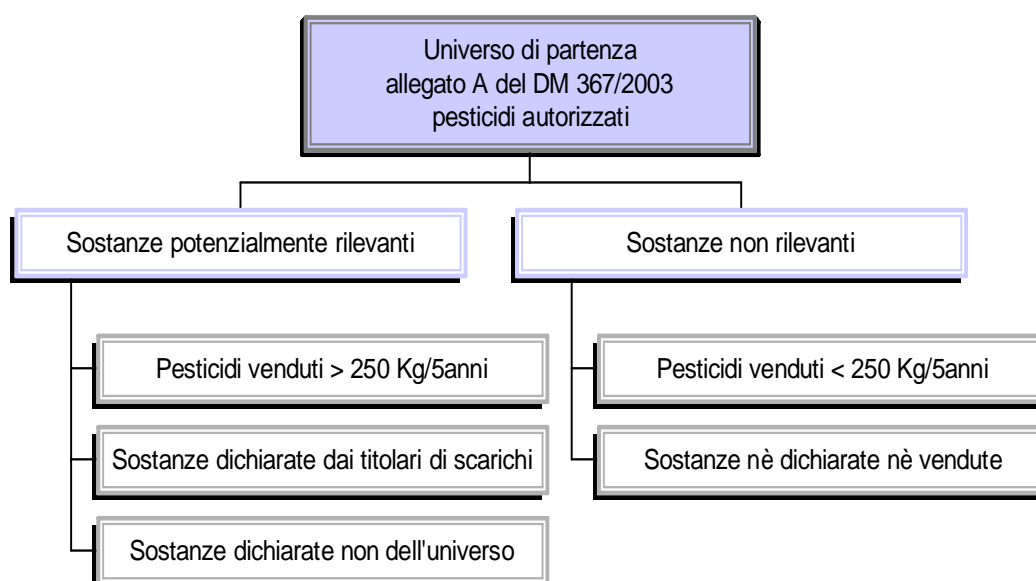 Universo di partenza
allegato A del DM 367/2003
pesticidi autorizzati
Sostanze potenzialmente rilevanti
Sostanze non rilevanti
Pesticidi venduti > 250 Kg/5anni
Pesticidi venduti < 250 Kg/5anni
Sostanze dichiarate dai titolari di scarichi
Sostanze nè dichiarate nè vendute
Sostanze dichiarate non dell'universo